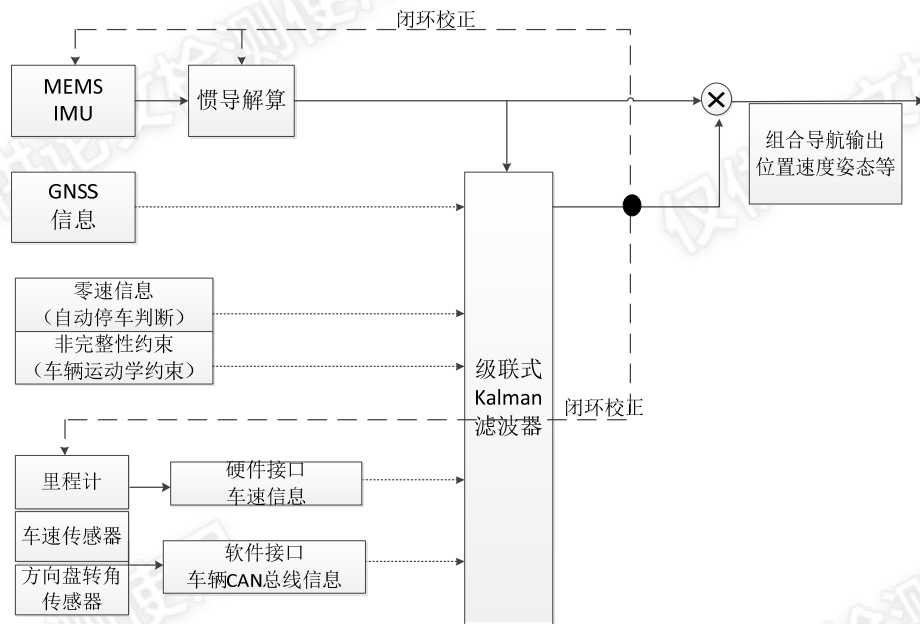 闭环校正
MEMS
IMU
惯导解算
组合导航输出
位置速度姿态等
GNSS
信息
零速信息
（自动停车判断）
非完整性约束
（车辆运动学约束）
级联式
Kalman
滤波器
闭环校正
里程计
硬件接口
车速信息
车速传感器
方向盘转角
传感器
软件接口
车辆CAN总线信息